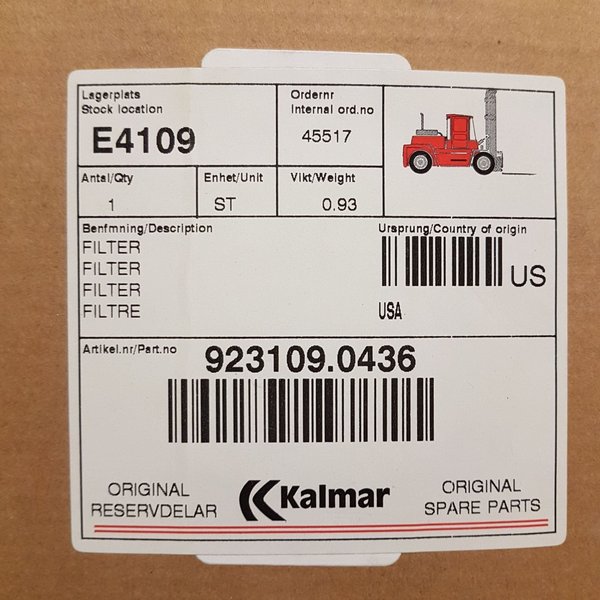 Lagerplats
Stock location
E4109
Ordernr
Internal ord.no
45517
Antal/Qty
1
Enhet/Unit
ST
Vikt/Weight
0.93
Benfmning/Description
FILTER
FILTER
FILTER
FILTRE
Ursprung/Country of origin
US
USA
Artikel.nr/Part.no
923109.0436
ORIGINAL
RESERVDELAR
Kalmar
ORIGINAL
SPARE PARTS